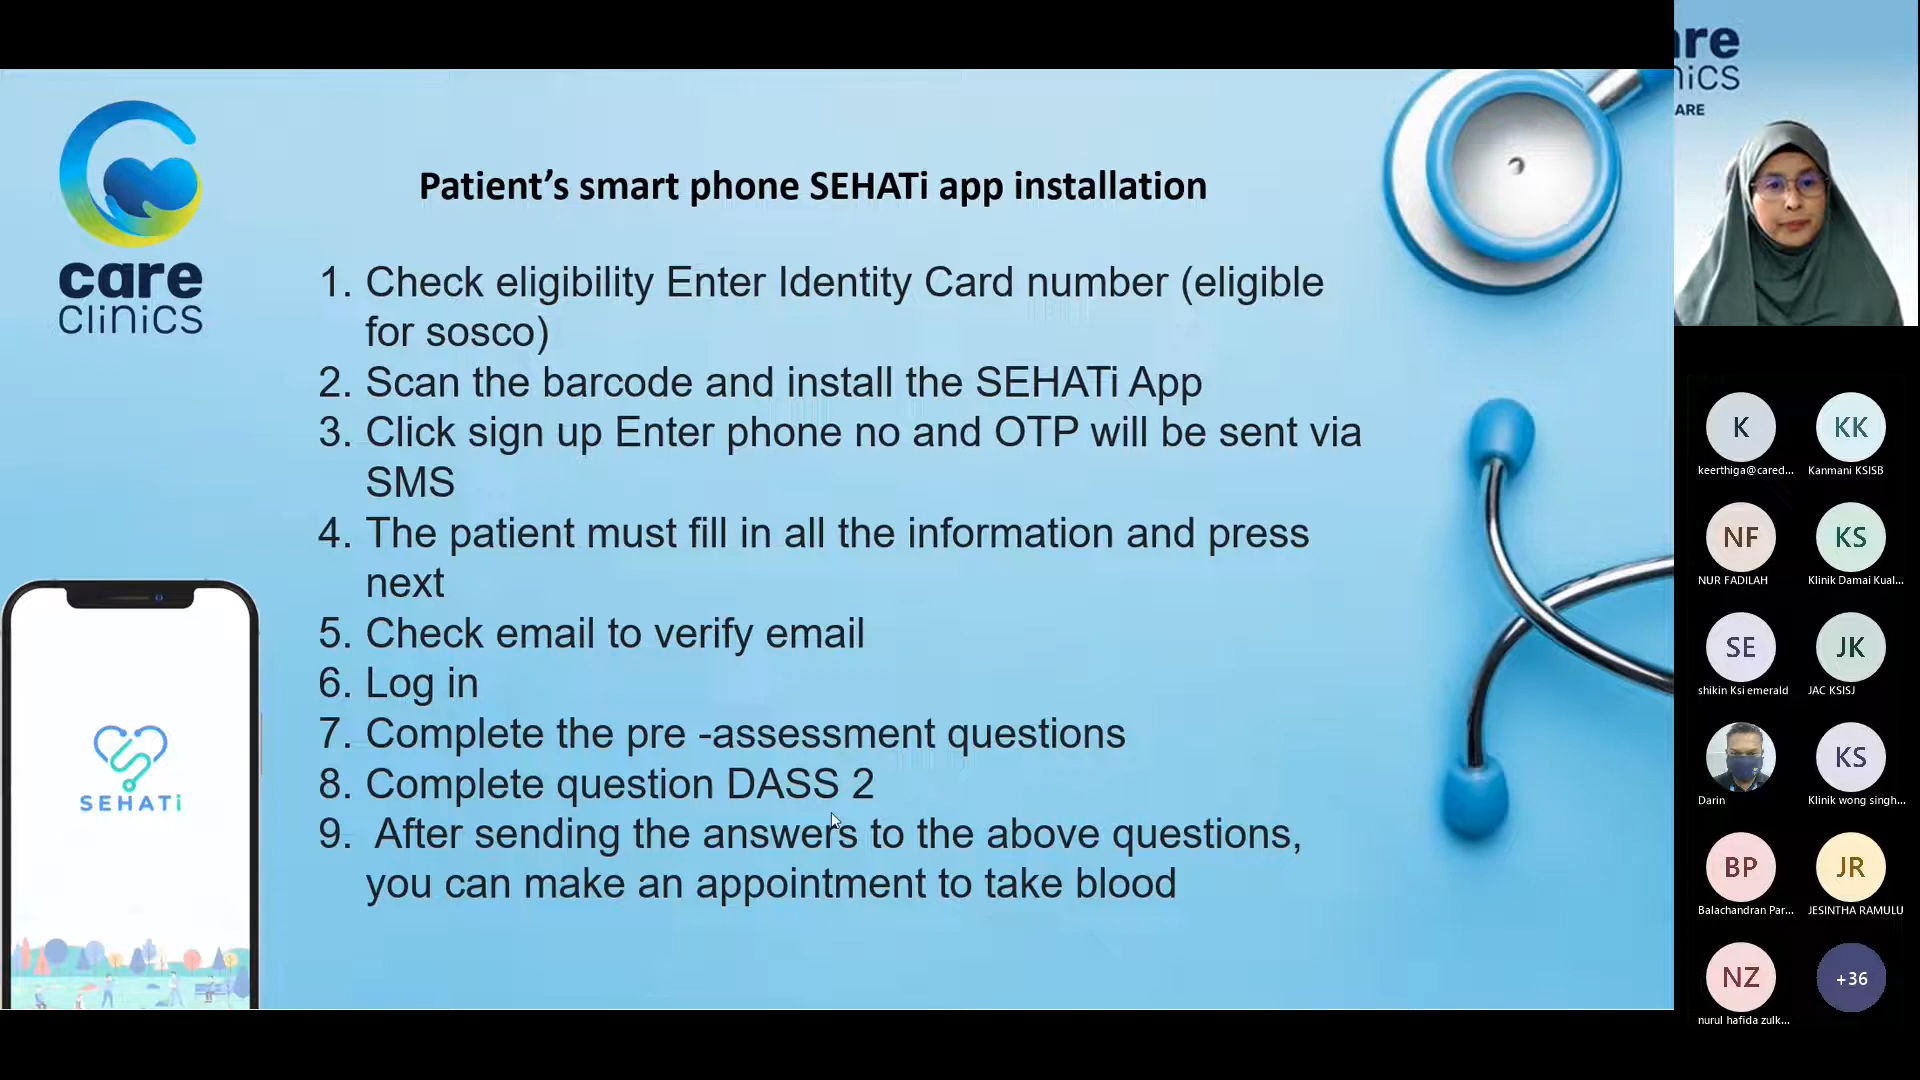 care
clinics
Patient's smart phone SEHATi app installation
1. Check eligibility Enter Identity Card number (eligible
for sosco)
2. Scan the barcode and install the SEHATi App
3. Click sign up Enter phone no and OTP will be sent via
SMS
4. The patient must fill in all the information and press
next
5. Check email to verify email
6. Log in
7. Complete the pre -assessment questions
8. Complete question DASS 2
9. After sending the answers to the above questions,
you can make an appointment to take blood
SEHATi
are
nics
ARE
K
KK
keerthiga@cared...
Kanmani KSISB
NF
KS
NUR FADILAH
Klinik Damai Kual...
SE
JK
shikin Ksi emerald
JAC KSISJ
KS
Darin
Klinik wong singh...
BP
JR
Balachandran Par...
JESINTHA RAMULU
NZ
+36
nurul hafida zulk...